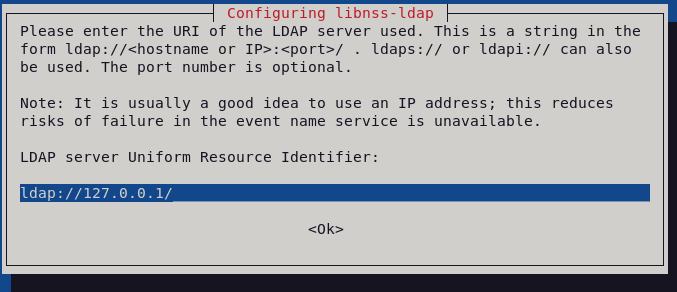 Configuring libnss-ldap
Please enter the URI of the LDAP server used. This is a string in the
form ldap://<hostname or IP>:<port>/ . ldaps:// or ldapi:// can also
be used. The port number is optional.
Note: It is usually a good idea to use an IP address; this reduces
risks of failure in the event name service is unavailable.
LDAP server Uniform Resource Identifier:
ldap://127.0.0.1/
<Ok>